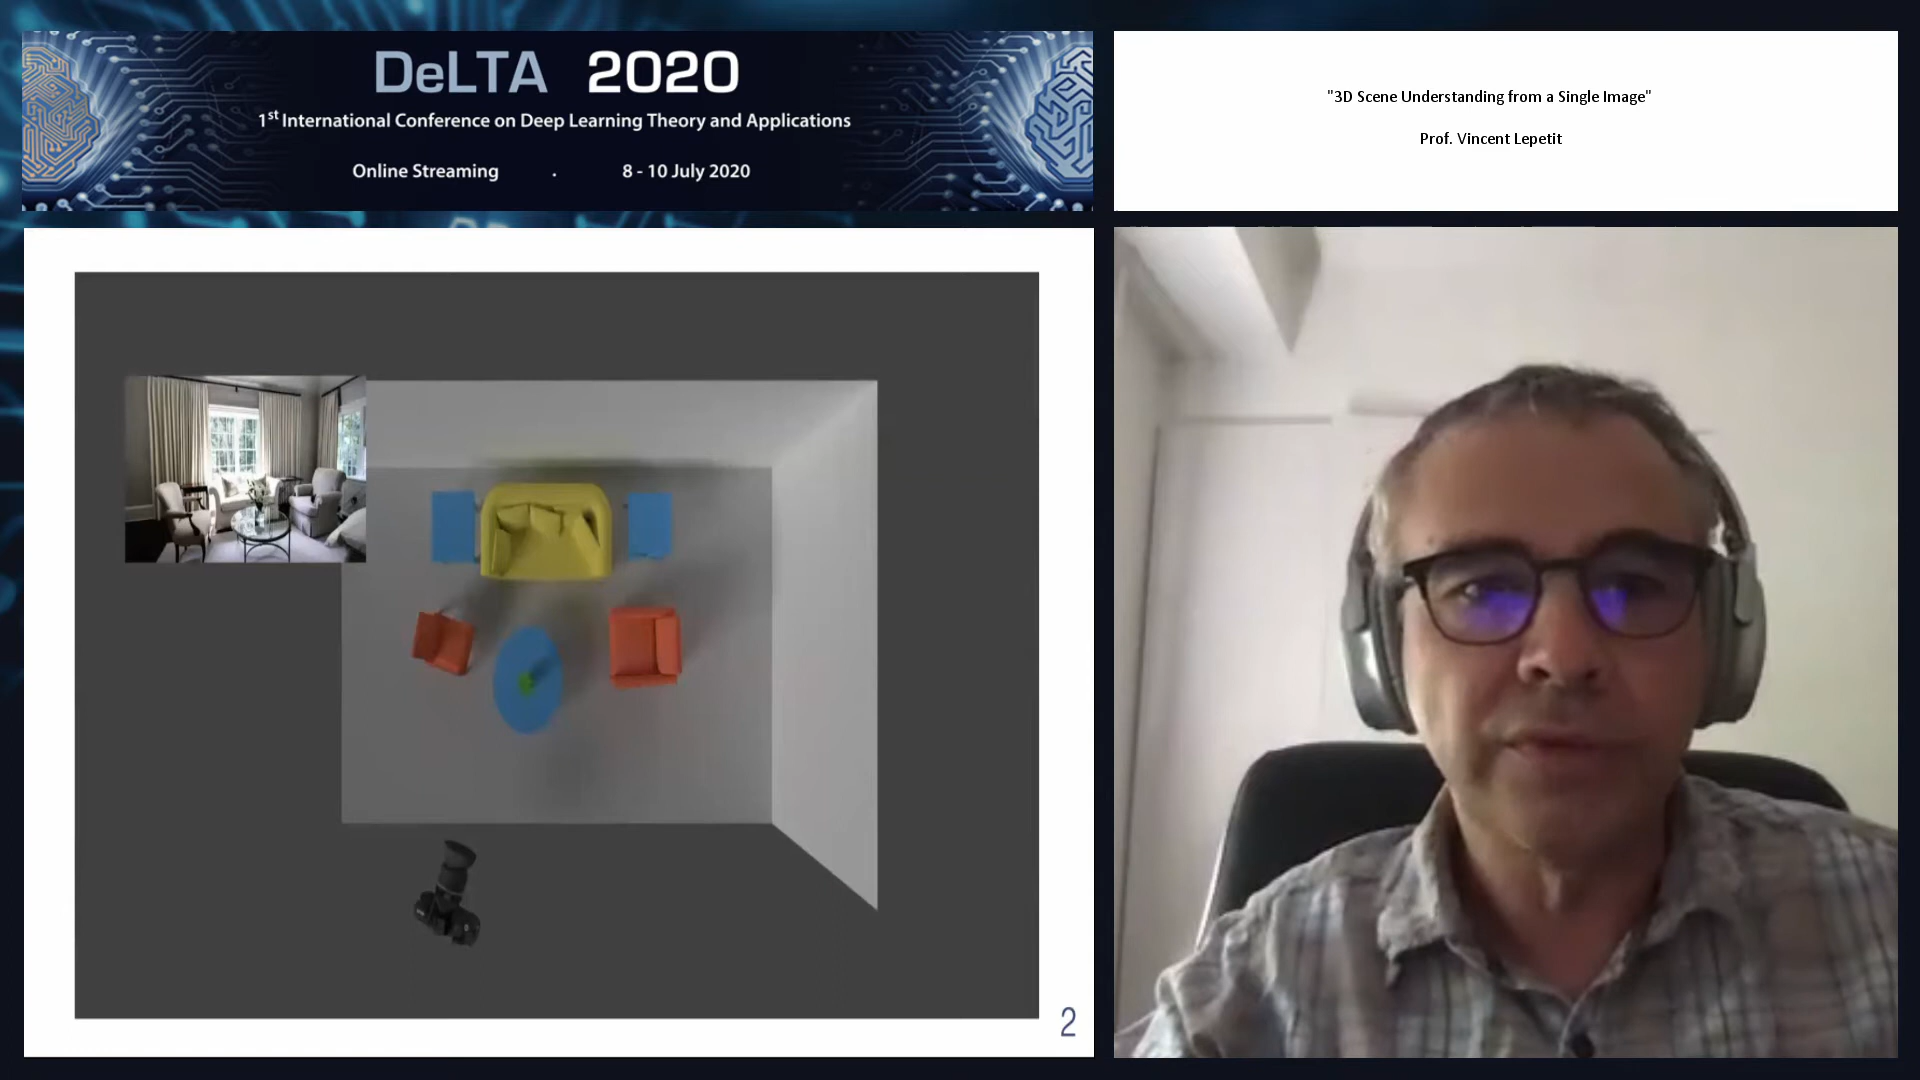 DeLTA 2020
1st International Conference on Deep Learning Theory and Applications
Online Streaming . 8 - 10 July 2020
"3D Scene Understanding from a Single Image"
Prof. Vincent Lepetit
2